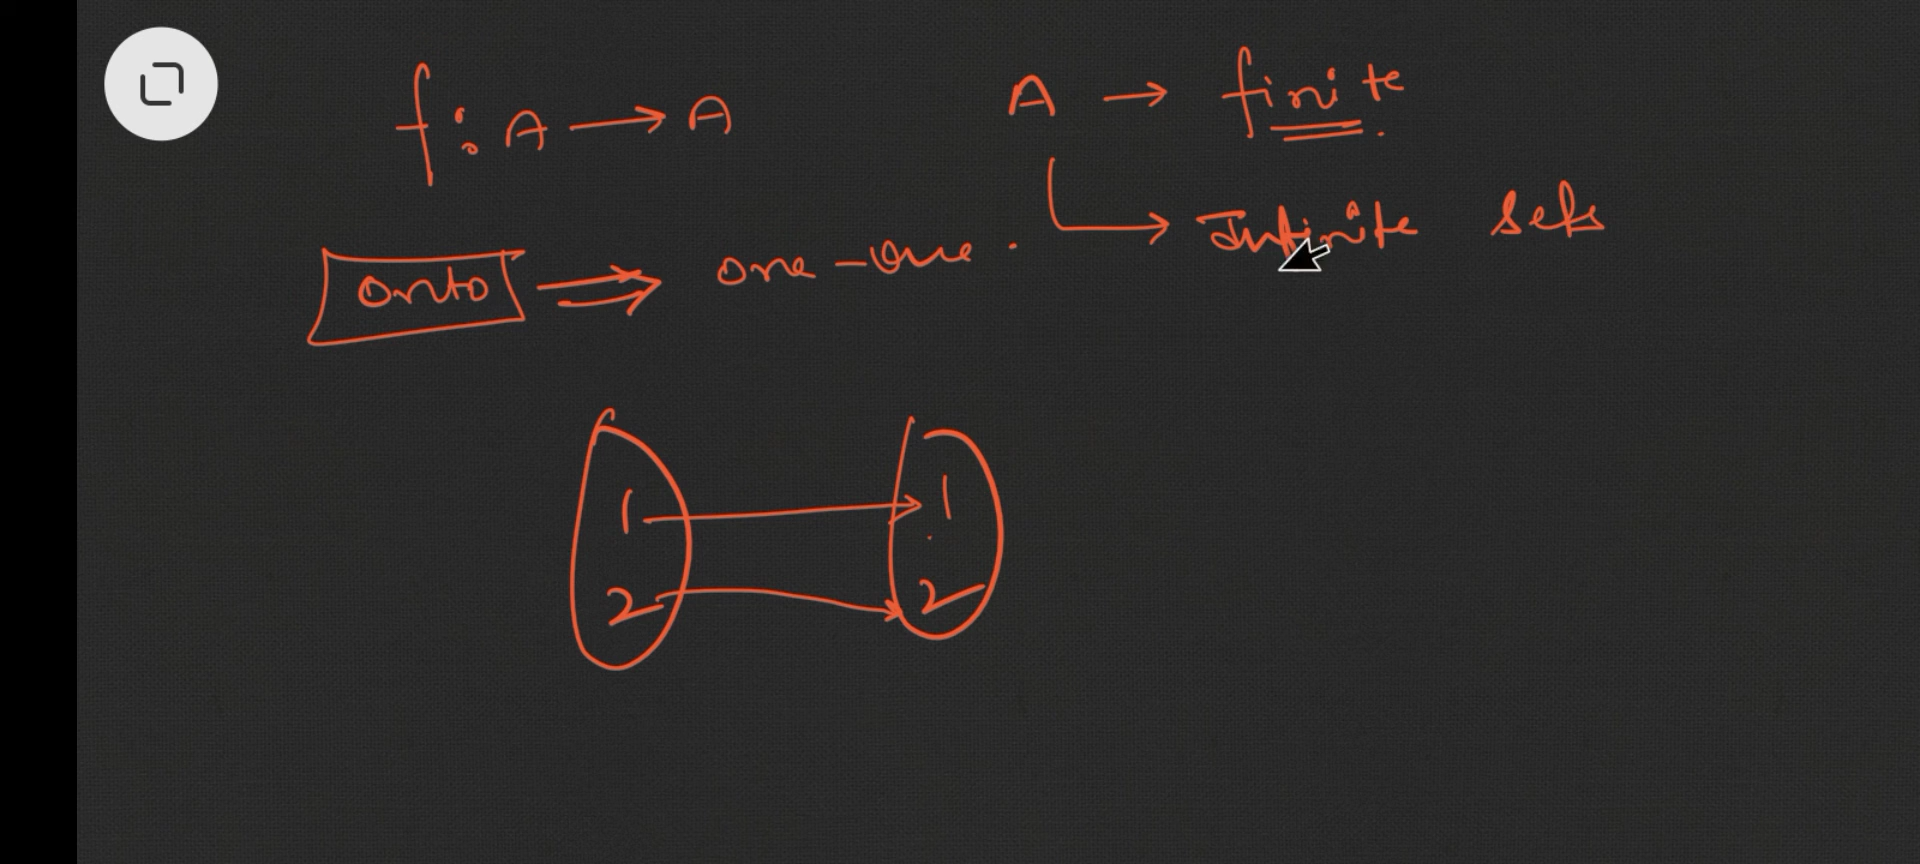 f : A → A
A → finite.
→ Infinite sets
onto ⇒ one-one.
1 → 1
2 → 2